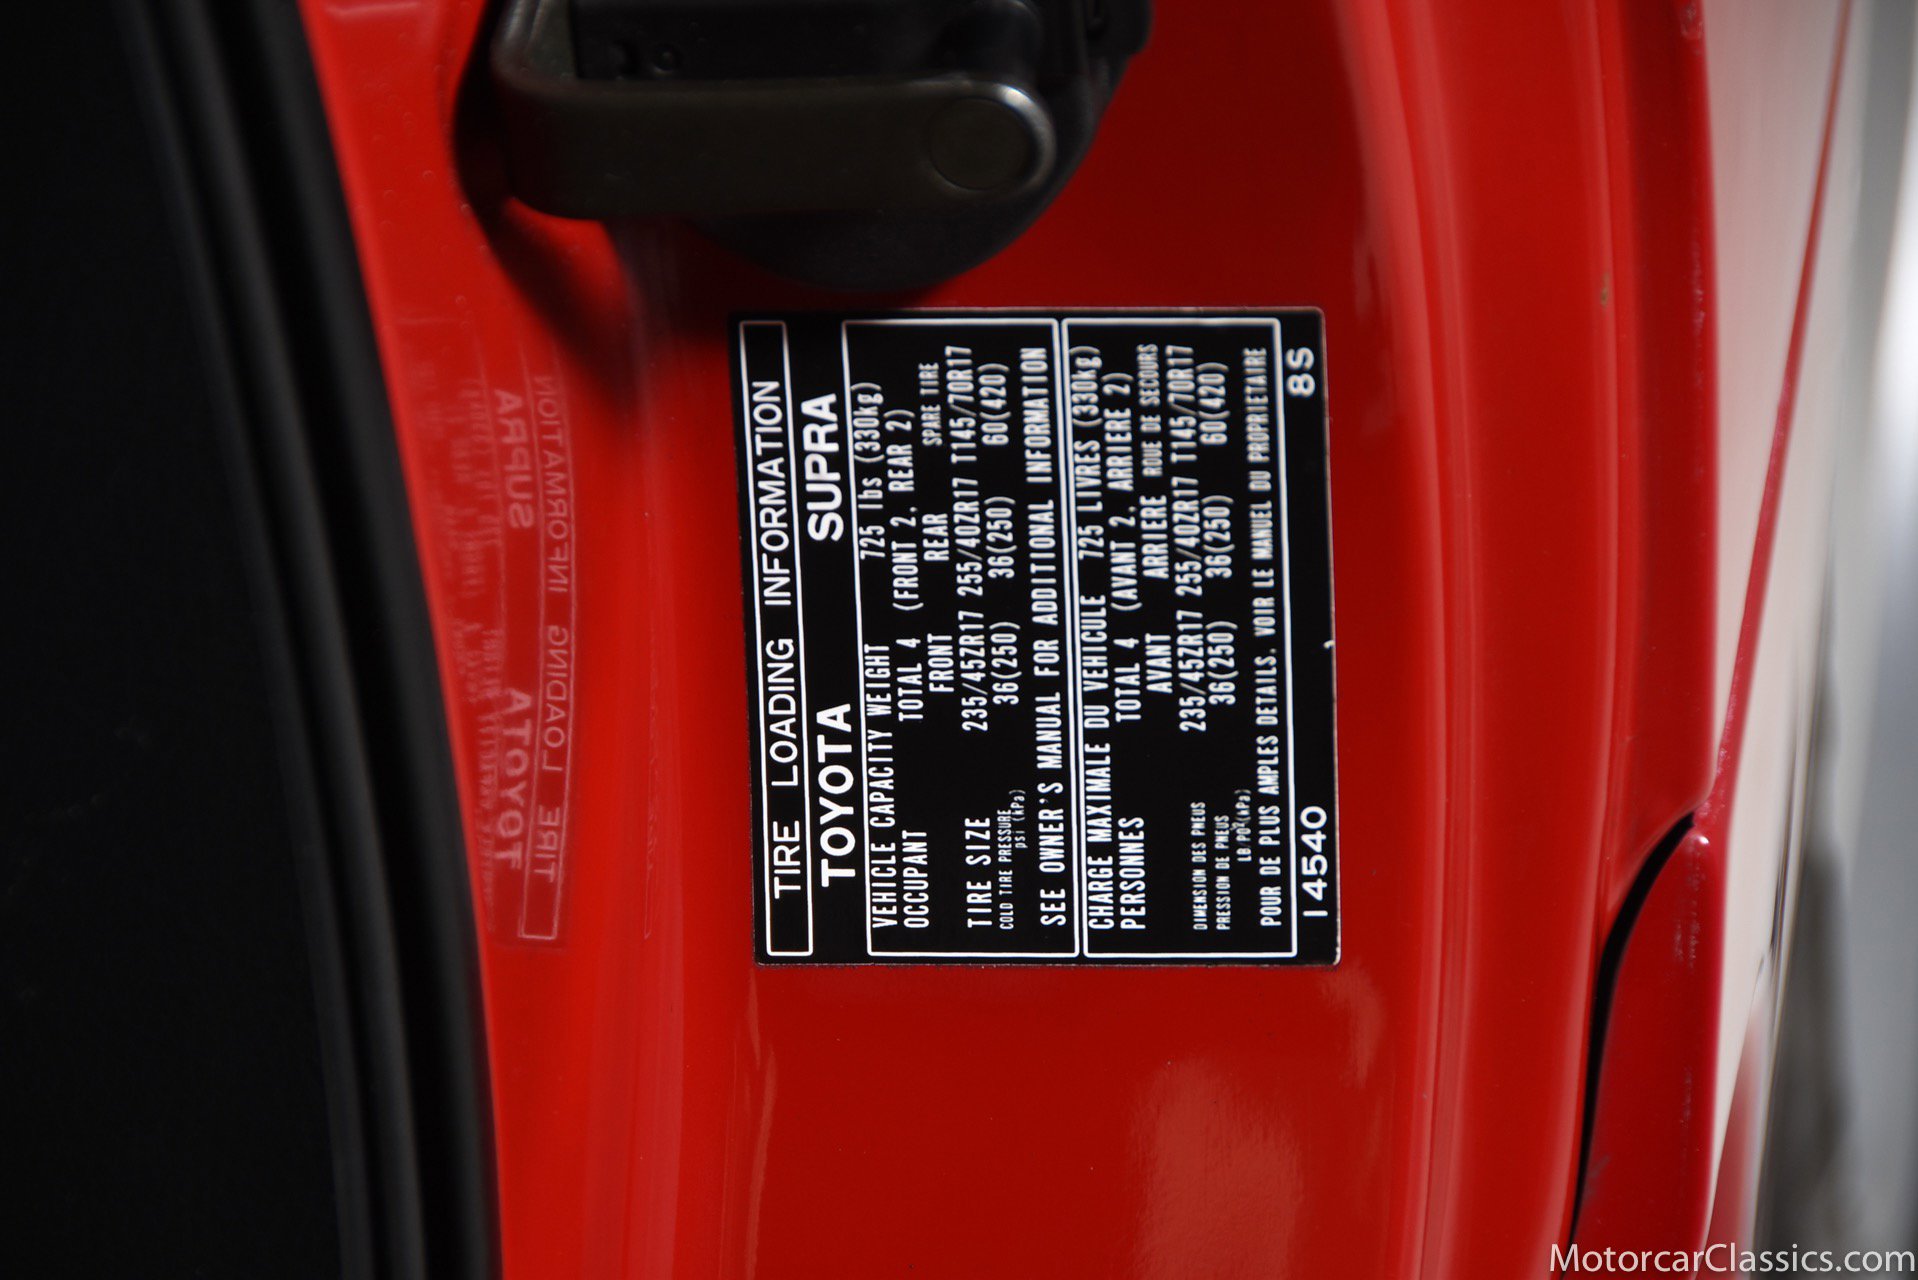 TIRE LOADING INFORMATION
TOYOTA SUPRA
VEHICLE CAPACITY WEIGHT 725 lbs (330kg)
OCCUPANT TOTAL 4 (FRONT 2, REAR 2)
FRONT REAR SPARE TIRE
TIRE SIZE 235/45ZR17 255/40ZR17 T145/70R17
COLD TIRE PRESSURE psi (kPa) 36(250) 36(250) 60(420)
SEE OWNER'S MANUAL FOR ADDITIONAL INFORMATION
CHARGE MAXIMALE DU VEHICULE 725 LIVRES (330kg)
PERSONNES TOTAL 4 (AVANT 2, ARRIERE 2)
AVANT ARRIERE ROUE DE SECOURS
DIMENSION DES PNEUS 235/45ZR17 255/40ZR17 T145/70R17
PRESSION DE PNEUS LB/PO²(kPa) 36(250) 36(250) 60(420)
POUR DE PLUS AMPLES DETAILS, VOIR LE MANUEL DU PROPRIETAIRE
14540 8S
MotorcarClassics.com